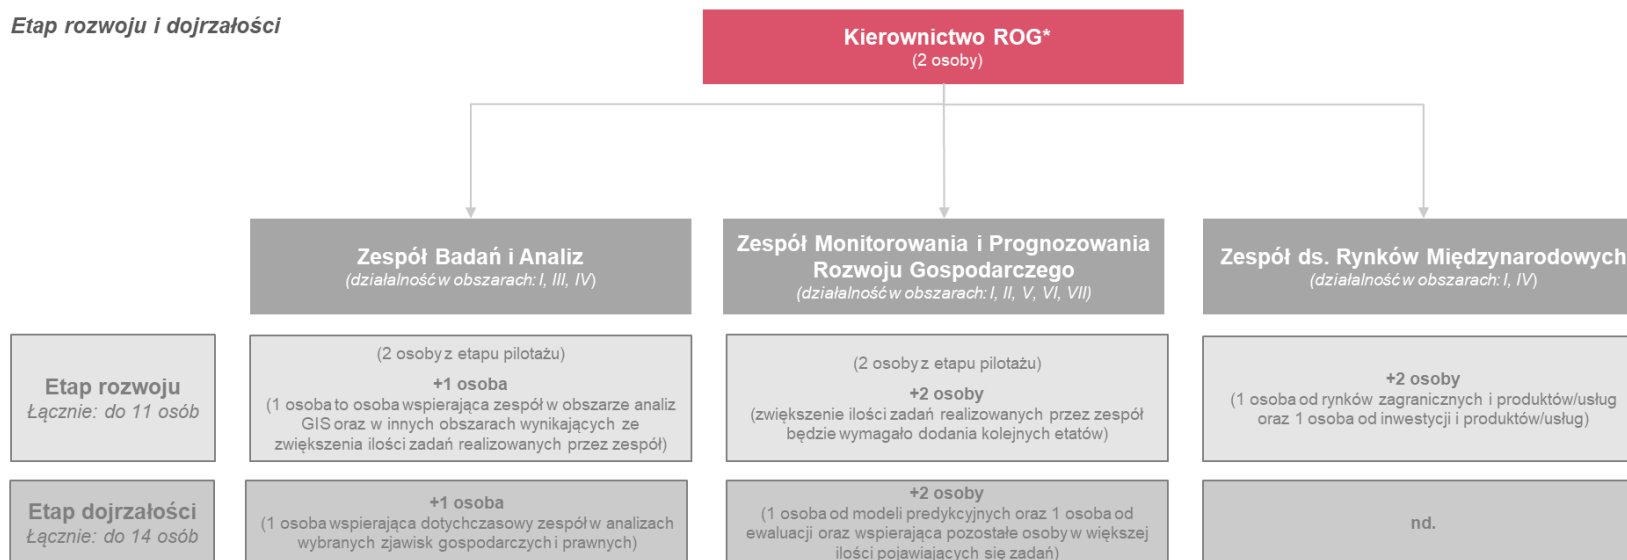 Etap rozwoju i dojrzałości
Kierownictwo ROG*
(2 osoby)
Zespół Badań i Analiz
(działalność w obszarach: I, III, IV)
Zespół Monitorowania i Prognozowania
Rozwoju Gospodarczego
(działalność w obszarach: I, II, V, VI, VII)
Zespół ds. Rynków Międzynarodowych
(działalność w obszarach: I, IV)
Etap rozwoju
Łącznie: do 11 osób
(2 osoby z etapu pilotażu)
+1 osoba
(1 osoba to osoba wspierająca zespół w obszarze analiz
GIS oraz w innych obszarach wynikających ze
zwiększenia ilości zadań realizowanych przez zespół)
(2 osoby z etapu pilotażu)
+2 osoby
(zwiększenie ilości zadań realizowanych przez zespół
będzie wymagało dodania kolejnych etatów)
+2 osoby
(1 osoba od rynków zagranicznych i produktów/usług
oraz 1 osoba od inwestycji i produktów/usług)
Etap dojrzałości
Łącznie: do 14 osób
+1 osoba
(1 osoba wspierająca dotychczasowy zespół w analizach
wybranych zjawisk gospodarczych i prawnych)
+2 osoby
(1 osoba od modeli predykcyjnych oraz 1 osoba od
ewaluacji oraz wspierająca pozostałe osoby w większej
ilości pojawiających się zadań)
nd.